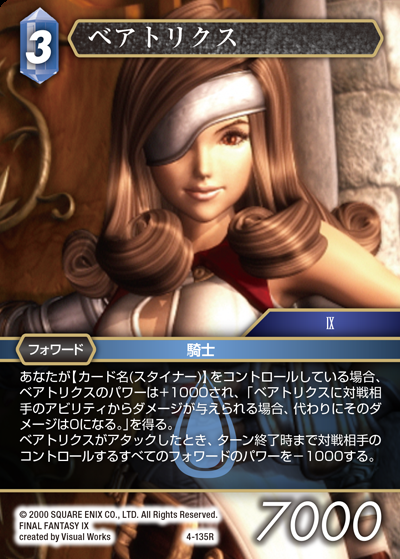 3
ベアトリクス
IX
フォワード
騎士
あなたが【カード名(スタイナー)】をコントロールしている場合、
ベアトリクスのパワーは＋1000され、「ベアトリクスに対戦相
手のアビリティからダメージが与えられる場合、代わりにそのダ
メージは0になる。」を得る。
ベアトリクスがアタックしたとき、ターン終了時まで対戦相手の
コントロールするすべてのフォワードのパワーを－1000する。
© 2000 SQUARE ENIX CO., LTD. All Rights Reserved.
FINAL FANTASY IX
created by Visual Works
4-135R
7000